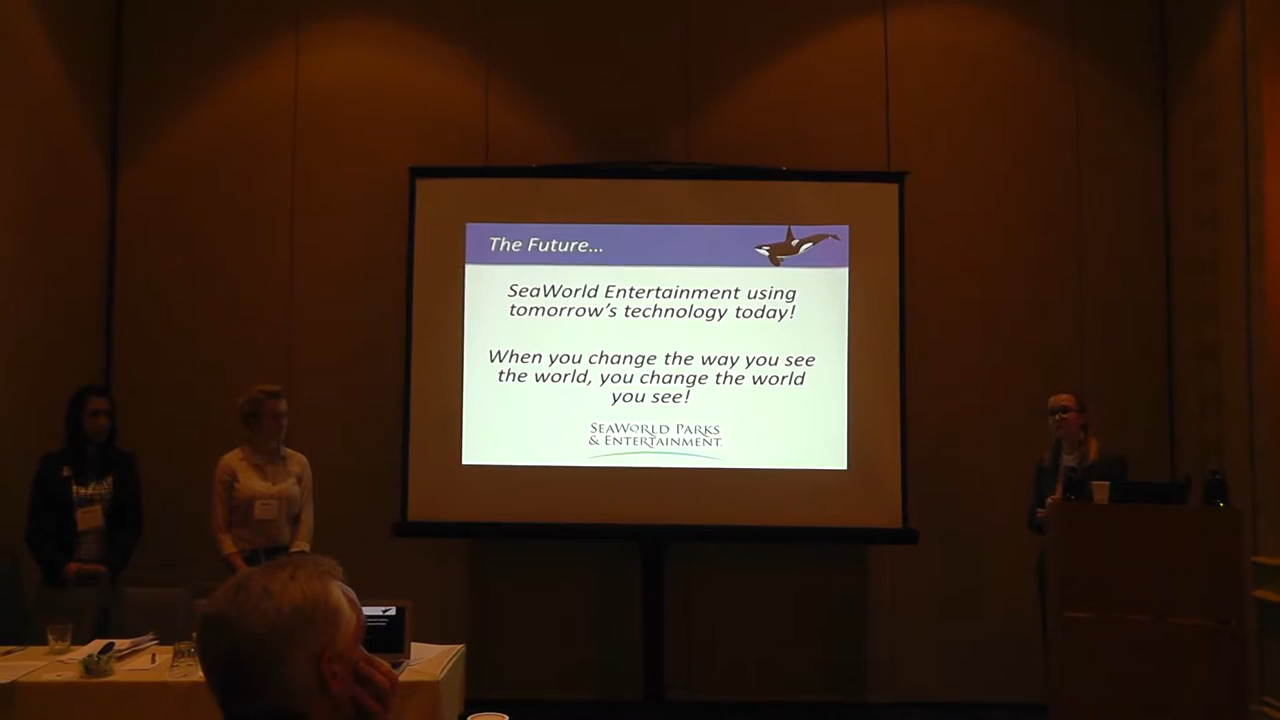 The Future...
SeaWorld Entertainment using
tomorrow's technology today!
When you change the way you see
the world, you change the world
you see!
SEAWORLD PARKS
& ENTERTAINMENT